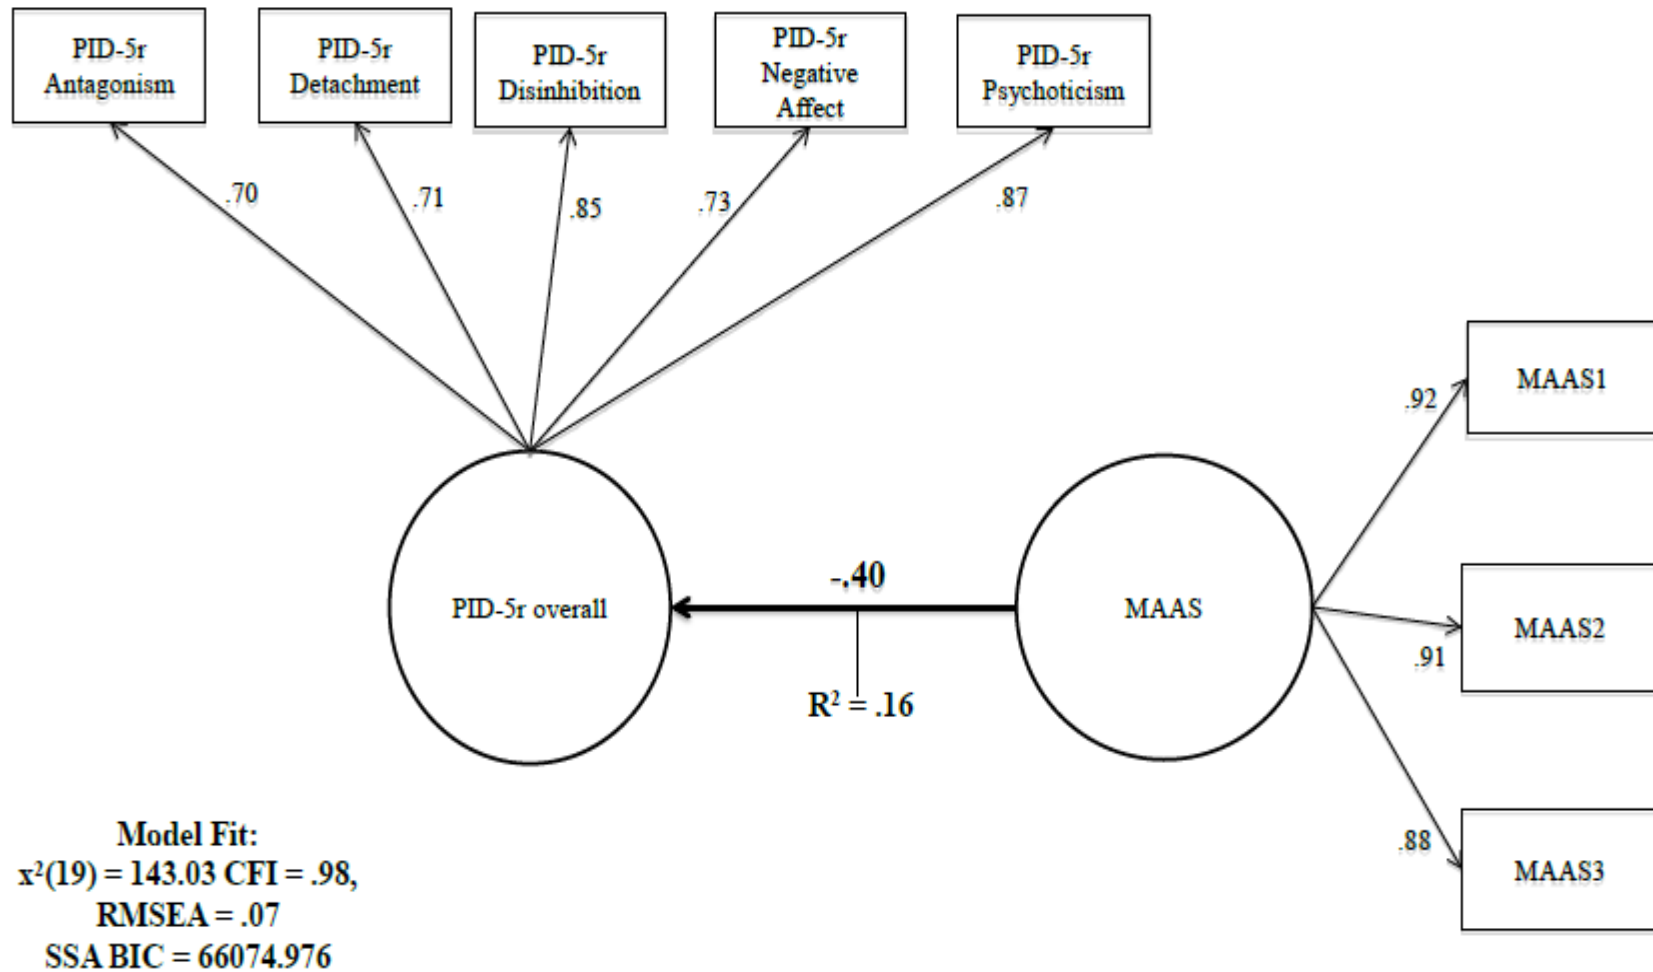 PID-5r
Antagonism
PID-5r
Detachment
PID-5r
Disinhibition
PID-5r
Negative
Affect
PID-5r
Psychoticism
.70
.71
.85
.73
.87
MAAS1
.92
PID-5r overall
-.40
R² = .16
MAAS
MAAS2
.91
.88
MAAS3
Model Fit:
x²(19) = 143.03 CFI = .98,
RMSEA = .07
SSA BIC = 66074.976